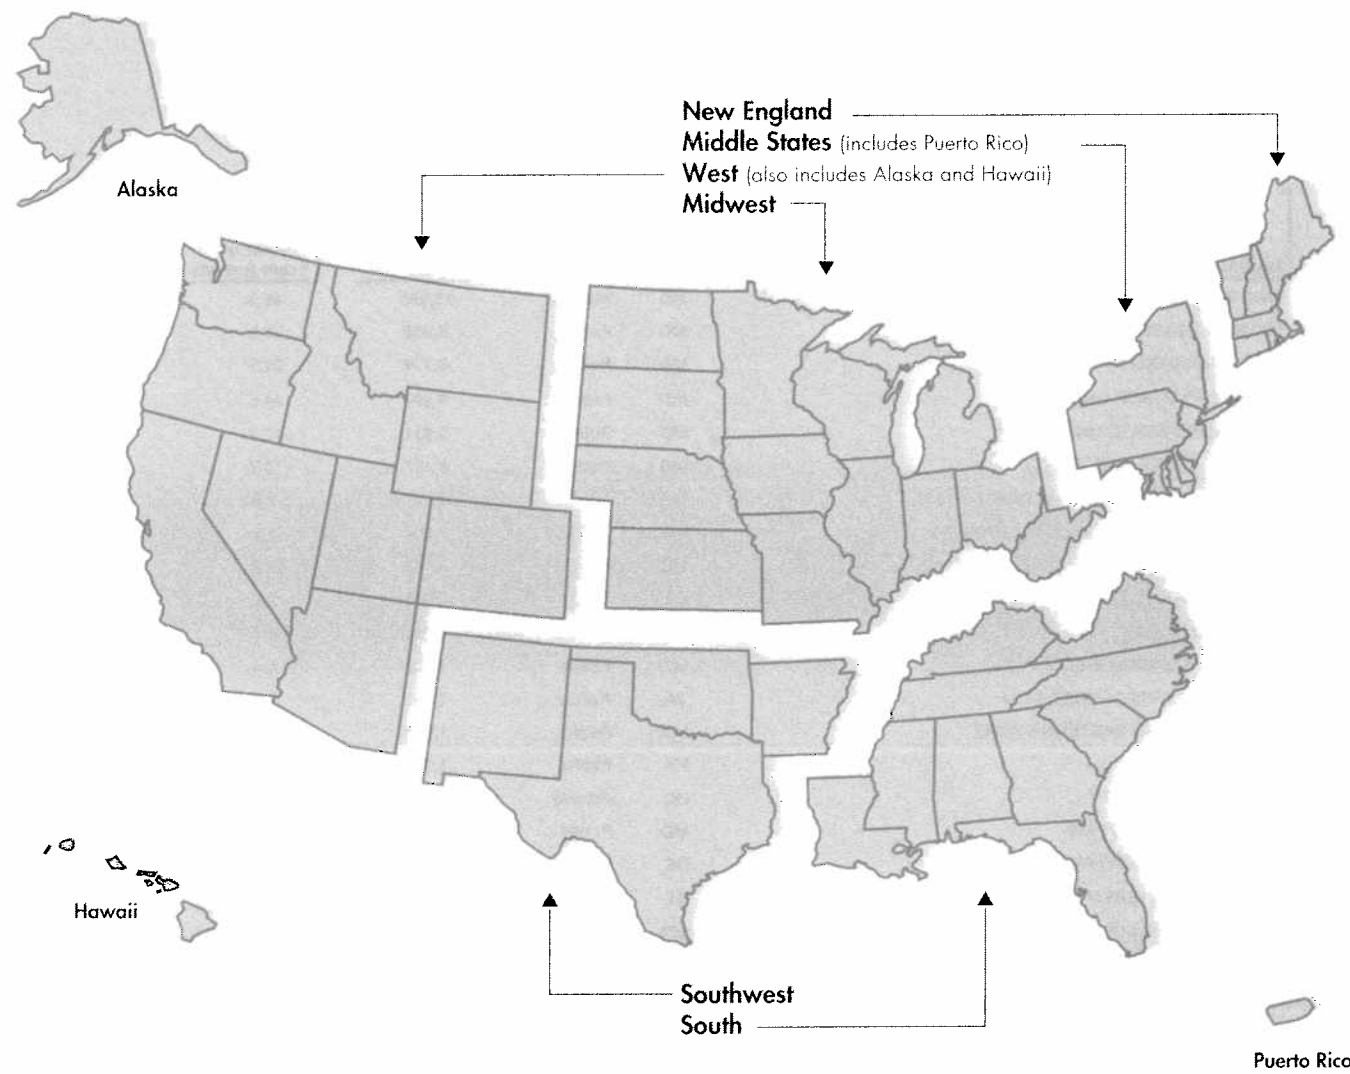 New England
Middle States (includes Puerto Rico)
West (also includes Alaska and Hawaii)
Midwest
Alaska
Hawaii
Southwest
South
Puerto Rico